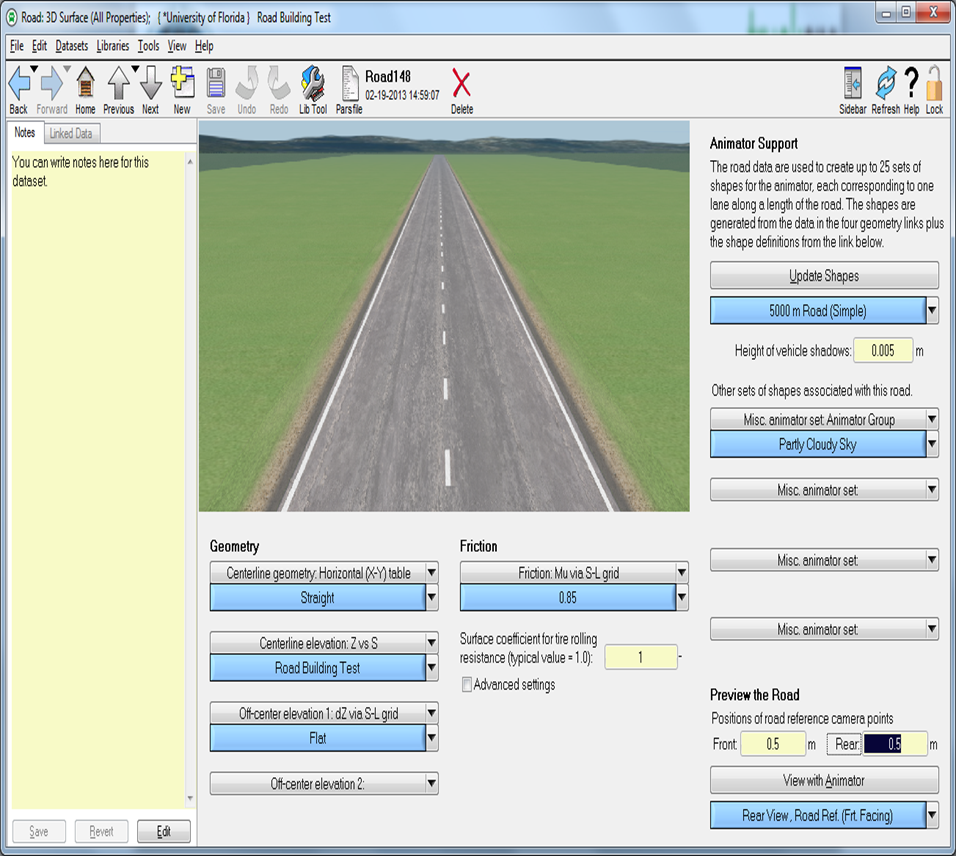 Road: 3D Surface (All Properties);   { *University of Florida }   Road Building Test
File Edit Datasets Libraries Tools View Help
Back Forward Home Previous Next New Save Undo Redo Lib Tool Parsfile
Road148
02-19-2013 14:59:07
Delete
Sidebar Refresh Help Lock
Notes Linked Data
You can write notes here for this
dataset.
Save Revert Edit
Geometry
Centerline geometry: Horizontal (X-Y) table
Straight
Centerline elevation: Z vs S
Road Building Test
Off-center elevation 1: dZ via S-L grid
Flat
Off-center elevation 2:
Friction
Friction: Mu via S-L grid
0.85
Surface coefficient for tire rolling
resistance (typical value = 1.0): 1 -
Advanced settings
Animator Support
The road data are used to create up to 25 sets of
shapes for the animator, each corresponding to one
lane along a length of the road. The shapes are
generated from the data in the four geometry links plus
the shape definitions from the link below.
Update Shapes
5000 m Road (Simple)
Height of vehicle shadows: 0.005 m
Other sets of shapes associated with this road.
Misc. animator set: Animator Group
Partly Cloudy Sky
Misc. animator set:
Misc. animator set:
Misc. animator set:
Preview the Road
Positions of road reference camera points
Front: 0.5 m Rear: 0.5 m
View with Animator
Rear View , Road Ref. (Frt. Facing)